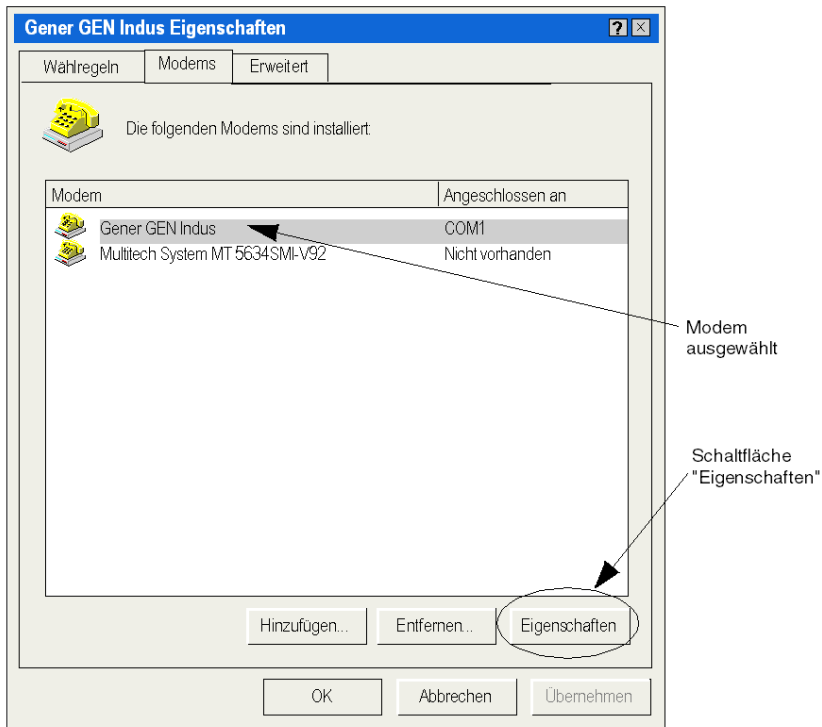 Gener GEN Indus Eigenschaften
Wählregeln Modems Erweitert
Die folgenden Modems sind installiert:
Modem Angeschlossen an
Gener GEN Indus COM1
Multitech System MT 5634SMI-V92 Nicht vorhanden
Modem
ausgewählt
Schaltfläche
"Eigenschaften"
Hinzufügen... Entfernen... Eigenschaften
OK Abbrechen Übernehmen